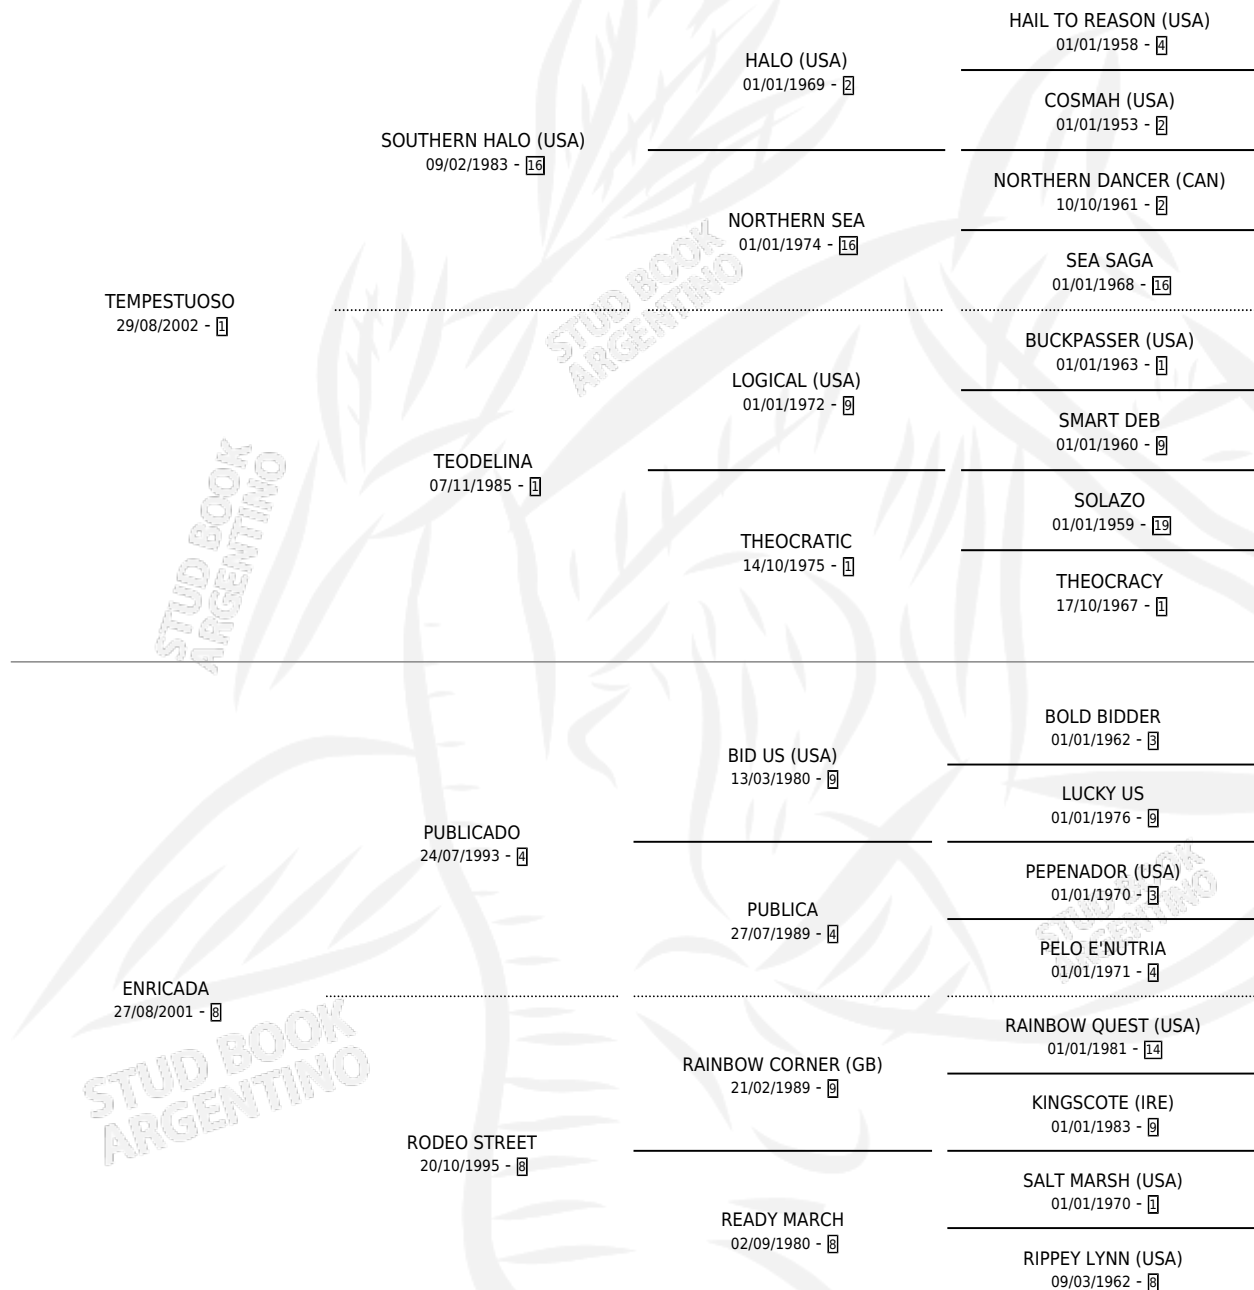 HAIL TO REASON (USA)
01/01/1958 - 4
HALO (USA)
01/01/1969 - 2
COSMAH (USA)
01/01/1953 - 2
SOUTHERN HALO (USA)
09/02/1983 - 16
NORTHERN DANCER (CAN)
10/10/1961 - 2
NORTHERN SEA
01/01/1974 - 16
SEA SAGA
01/01/1968 - 16
TEMPESTUOSO
29/08/2002 - 1
BUCKPASSER (USA)
01/01/1963 - 1
LOGICAL (USA)
01/01/1972 - 9
SMART DEB
01/01/1960 - 9
TEODELINA
07/11/1985 - 1
SOLAZO
01/01/1959 - 19
THEOCRATIC
14/10/1975 - 1
THEOCRACY
17/10/1967 - 1
BOLD BIDDER
01/01/1962 - 3
BID US (USA)
13/03/1980 - 9
LUCKY US
01/01/1976 - 9
PUBLICADO
24/07/1993 - 4
PEPENADOR (USA)
01/01/1970 - 3
PUBLICA
27/07/1989 - 4
PELO E'NUTRIA
01/01/1971 - 4
ENRICADA
27/08/2001 - 8
RAINBOW QUEST (USA)
01/01/1981 - 14
RAINBOW CORNER (GB)
21/02/1989 - 9
KINGSCOTE (IRE)
01/01/1983 - 9
RODEO STREET
20/10/1995 - 8
SALT MARSH (USA)
01/01/1970 - 1
READY MARCH
02/09/1980 - 8
RIPPEY LYNN (USA)
09/03/1962 - 8
STUD BOOK
ARGENTINO
STUD BOOK
ARGENTINO
STUD BOOK
ARGENTINO
STUD BOOK
ARGENTINO